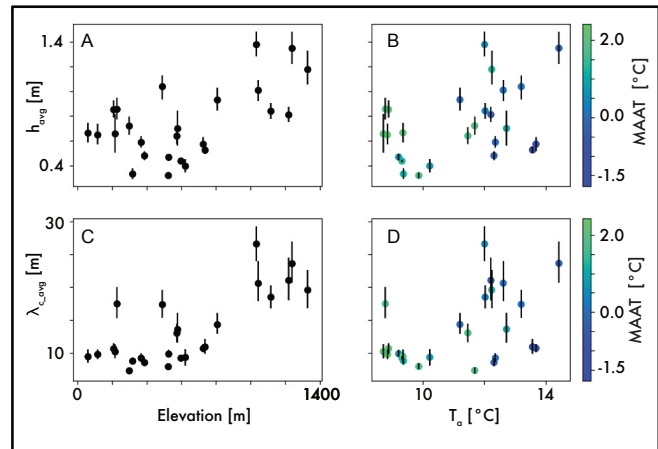 A
B
1.4
0.4
h_avg [m]
2.0
0.0
-1.5
MAAT [°C]
C
D
30
10
λ_c_avg [m]
2.0
0.0
-1.5
MAAT [°C]
0
1400
Elevation [m]
10
14
T_a [°C]